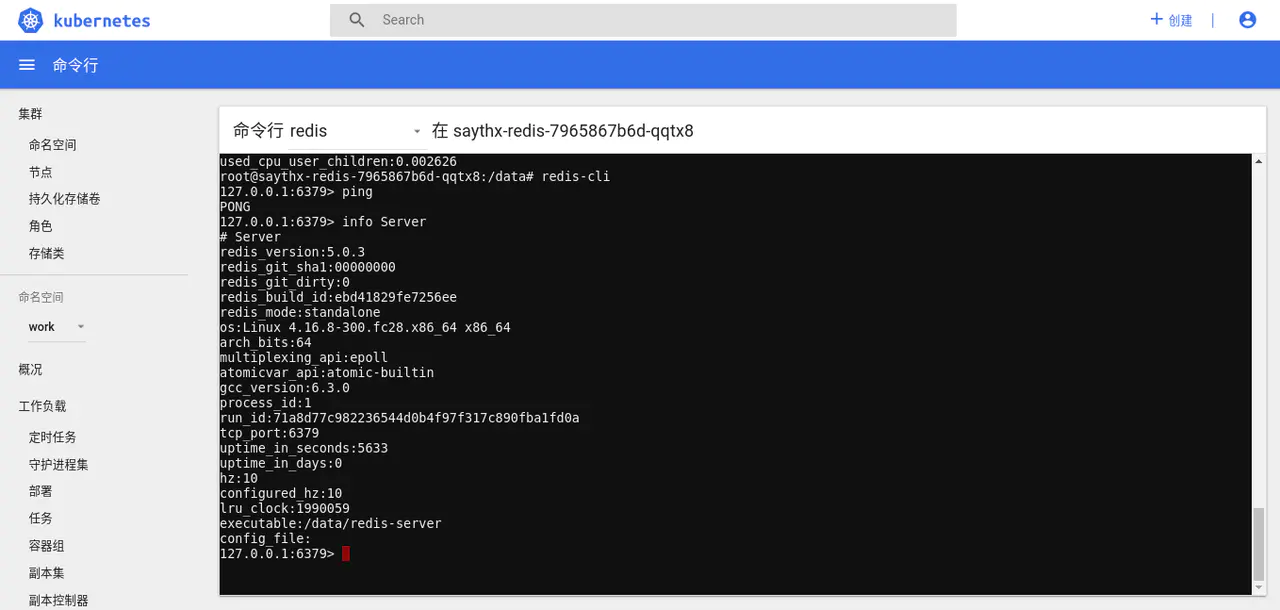 kubernetes
Search
+ 创建 |
命令行
集群
命名空间
节点
持久化存储卷
角色
存储类
命名空间
work
概况
工作负载
定时任务
守护进程集
部署
任务
容器组
副本集
副本控制器
命令行 redis 在 saythx-redis-7965867b6d-qqtx8
used_cpu_user_children:0.002626
root@saythx-redis-7965867b6d-qqtx8:/data# redis-cli
127.0.0.1:6379> ping
PONG
127.0.0.1:6379> info Server
# Server
redis_version:5.0.3
redis_git_sha1:00000000
redis_git_dirty:0
redis_build_id:ebd41829fe7256ee
redis_mode:standalone
os:Linux 4.16.8-300.fc28.x86_64 x86_64
arch_bits:64
multiplexing_api:epoll
atomicvar_api:atomic-builtin
gcc_version:6.3.0
process_id:1
run_id:71a8d77c982236544d0b4f97f317c890fba1fd0a
tcp_port:6379
uptime_in_seconds:5633
uptime_in_days:0
hz:10
configured_hz:10
lru_clock:1990059
executable:/data/redis-server
config_file:
127.0.0.1:6379>